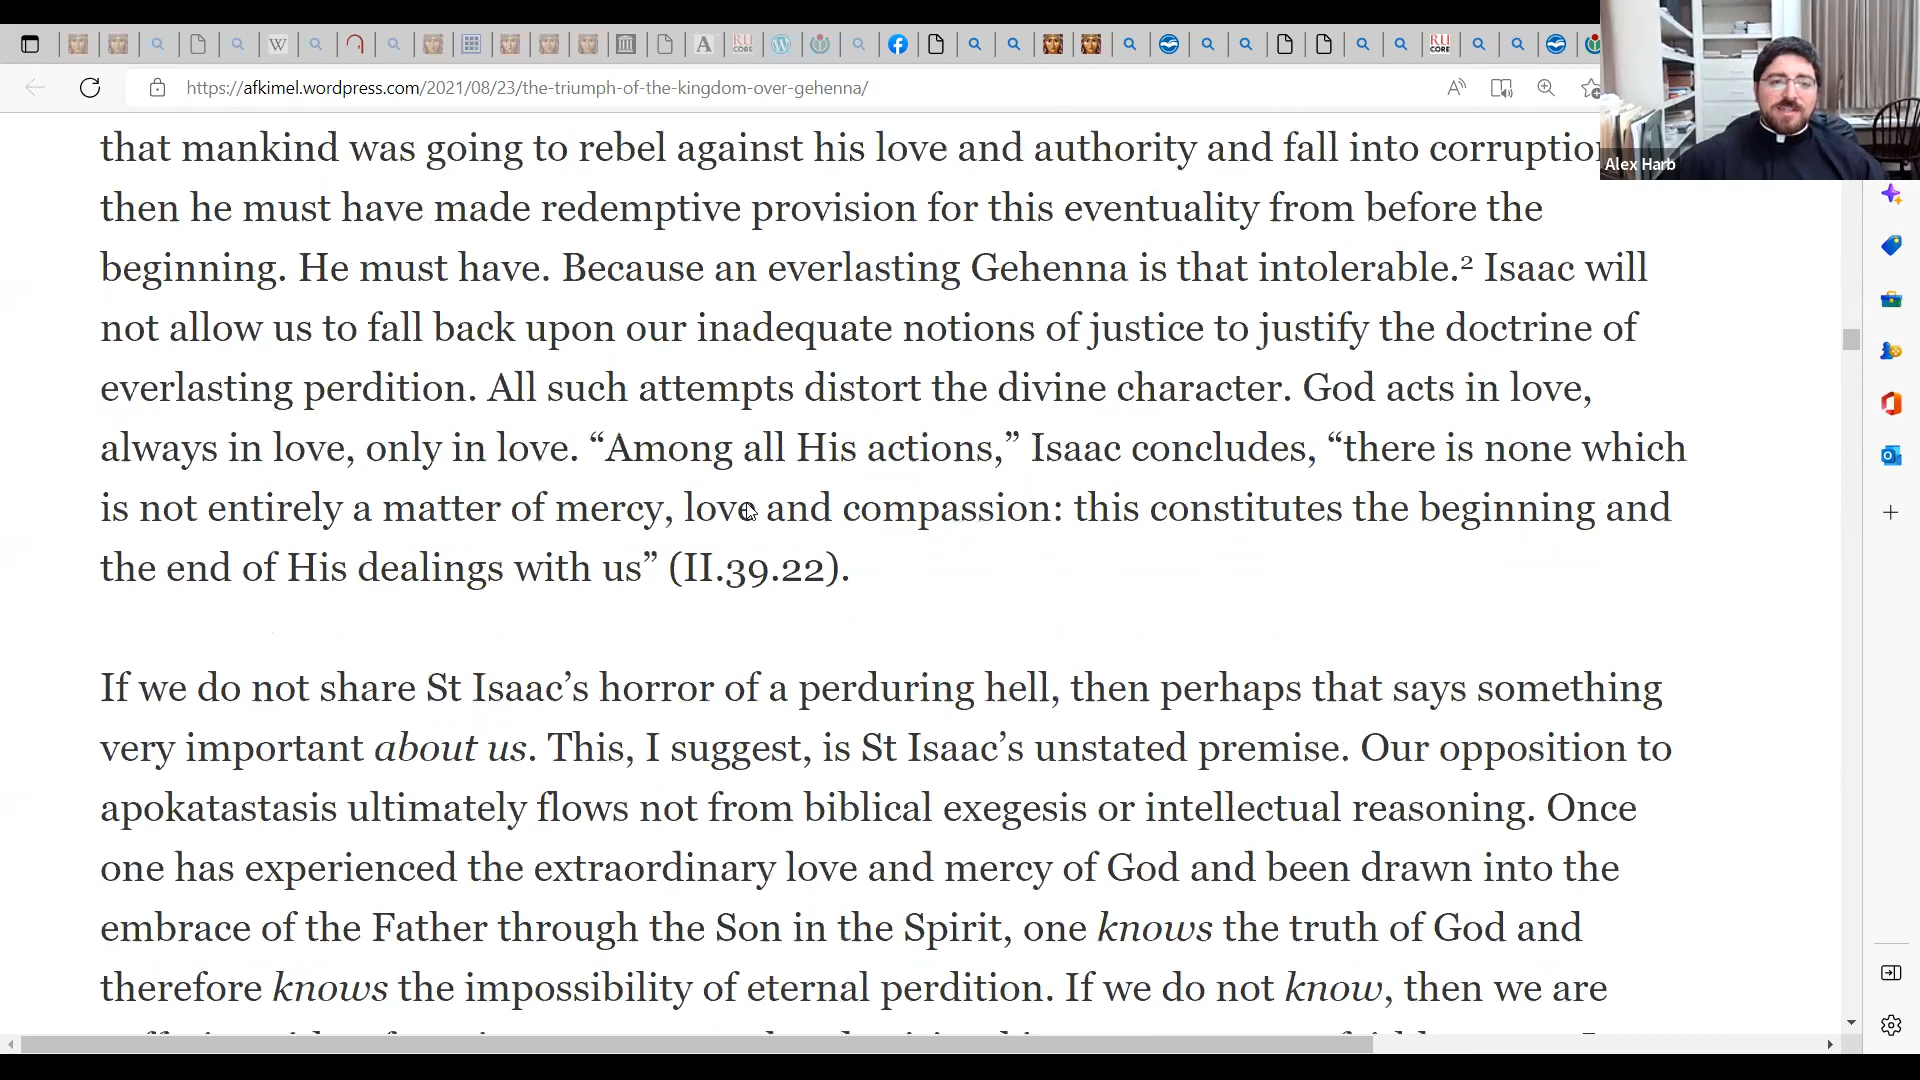 https://afkimel.wordpress.com/2021/08/23/the-triumph-of-the-kingdom-over-gehenna/
Alex Harb
that mankind was going to rebel against his love and authority and fall into corruption
then he must have made redemptive provision for this eventuality from before the
beginning. He must have. Because an everlasting Gehenna is that intolerable.² Isaac will
not allow us to fall back upon our inadequate notions of justice to justify the doctrine of
everlasting perdition. All such attempts distort the divine character. God acts in love,
always in love, only in love. “Among all His actions,” Isaac concludes, “there is none which
is not entirely a matter of mercy, love and compassion: this constitutes the beginning and
the end of His dealings with us” (II.39.22).
If we do not share St Isaac’s horror of a perduring hell, then perhaps that says something
very important about us. This, I suggest, is St Isaac’s unstated premise. Our opposition to
apokatastasis ultimately flows not from biblical exegesis or intellectual reasoning. Once
one has experienced the extraordinary love and mercy of God and been drawn into the
embrace of the Father through the Son in the Spirit, one knows the truth of God and
therefore knows the impossibility of eternal perdition. If we do not know, then we are